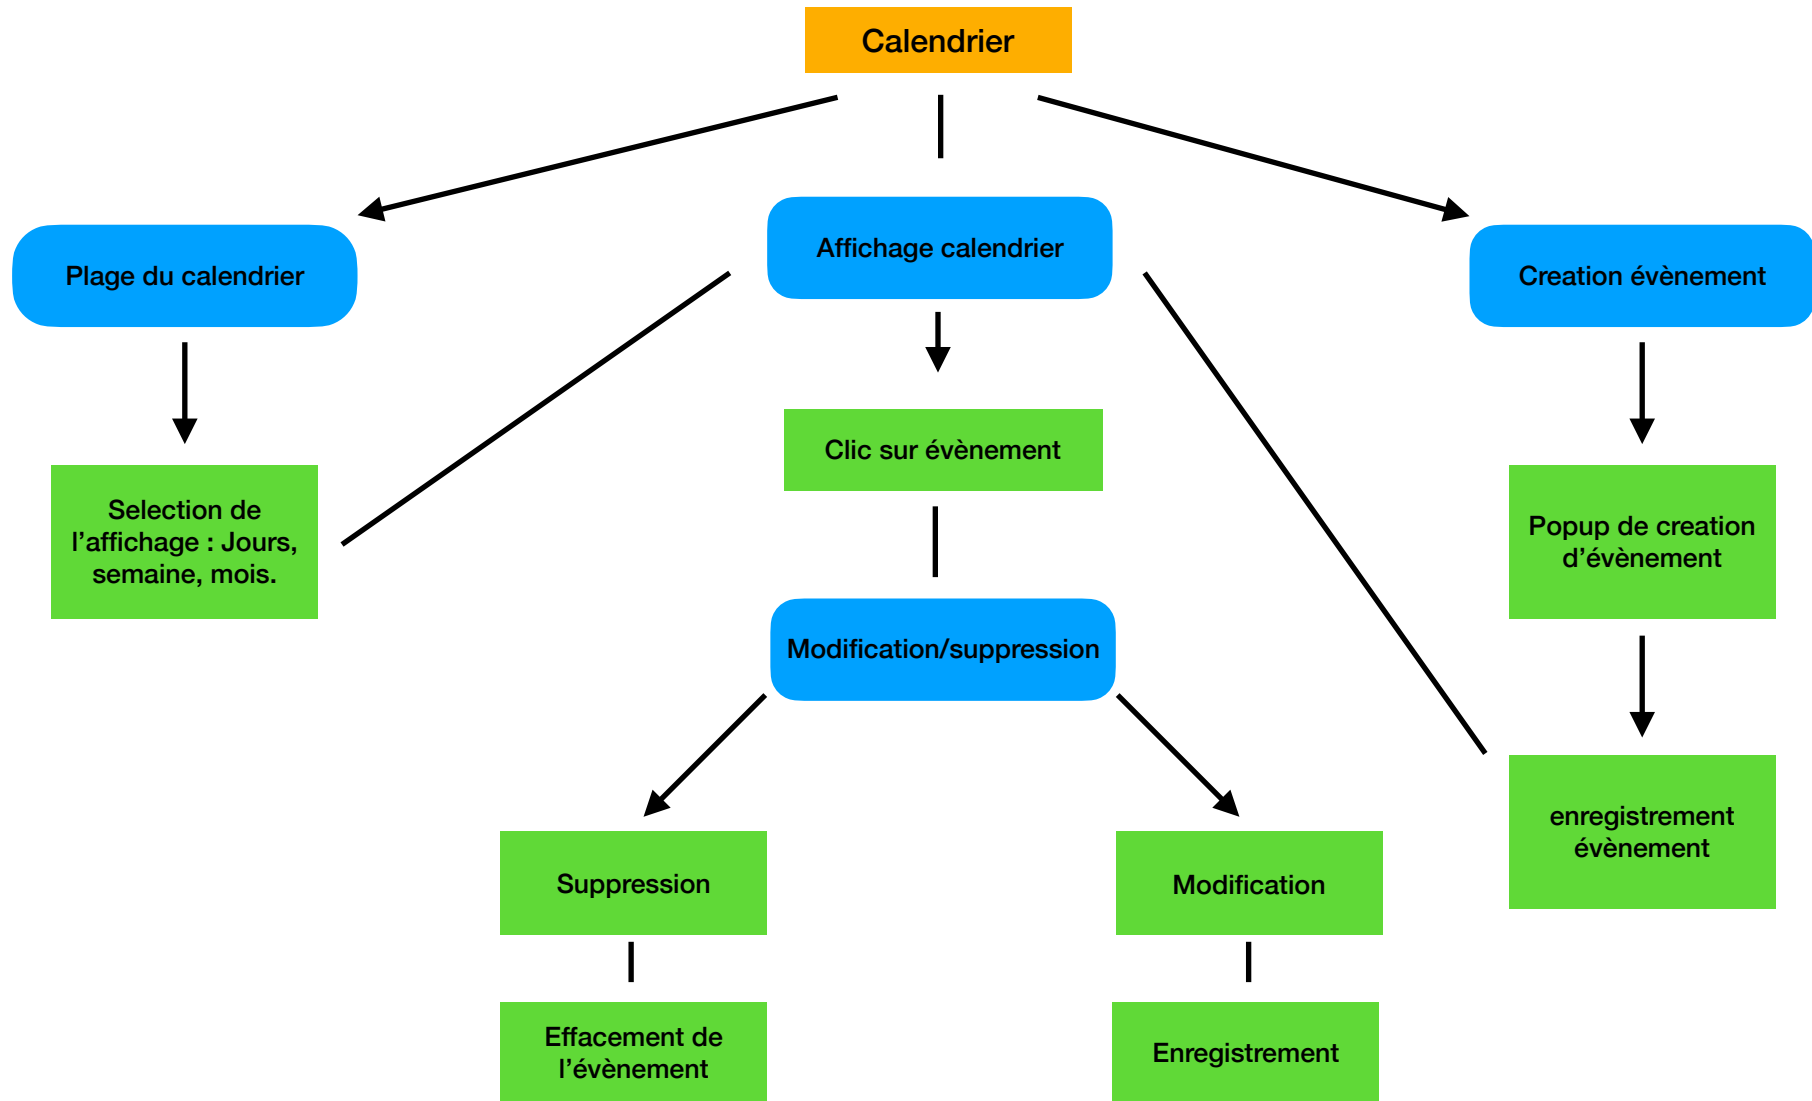 Calendrier
Plage du calendrier
Affichage calendrier
Creation évènement
Clic sur évènement
Selection de
l’affichage : Jours,
semaine, mois.
Popup de creation
d’évènement
Modification/suppression
enregistrement
évènement
Suppression
Modification
Effacement de
l’évènement
Enregistrement